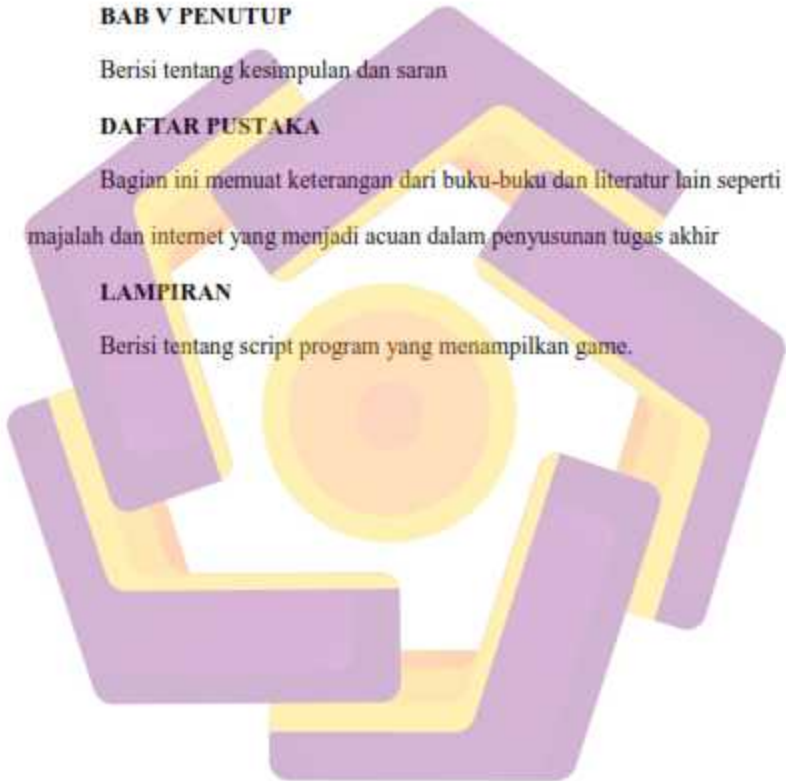 BAB V PENUTUP
Berisi tentang kesimpulan dan saran
DAFTAR PUSTAKA
Bagian ini memuat keterangan dari buku-buku dan literatur lain seperti
majalah dan internet yang menjadi acuan dalam penyusunan tugas akhir
LAMPIRAN
Berisi tentang script program yang menampilkan game.